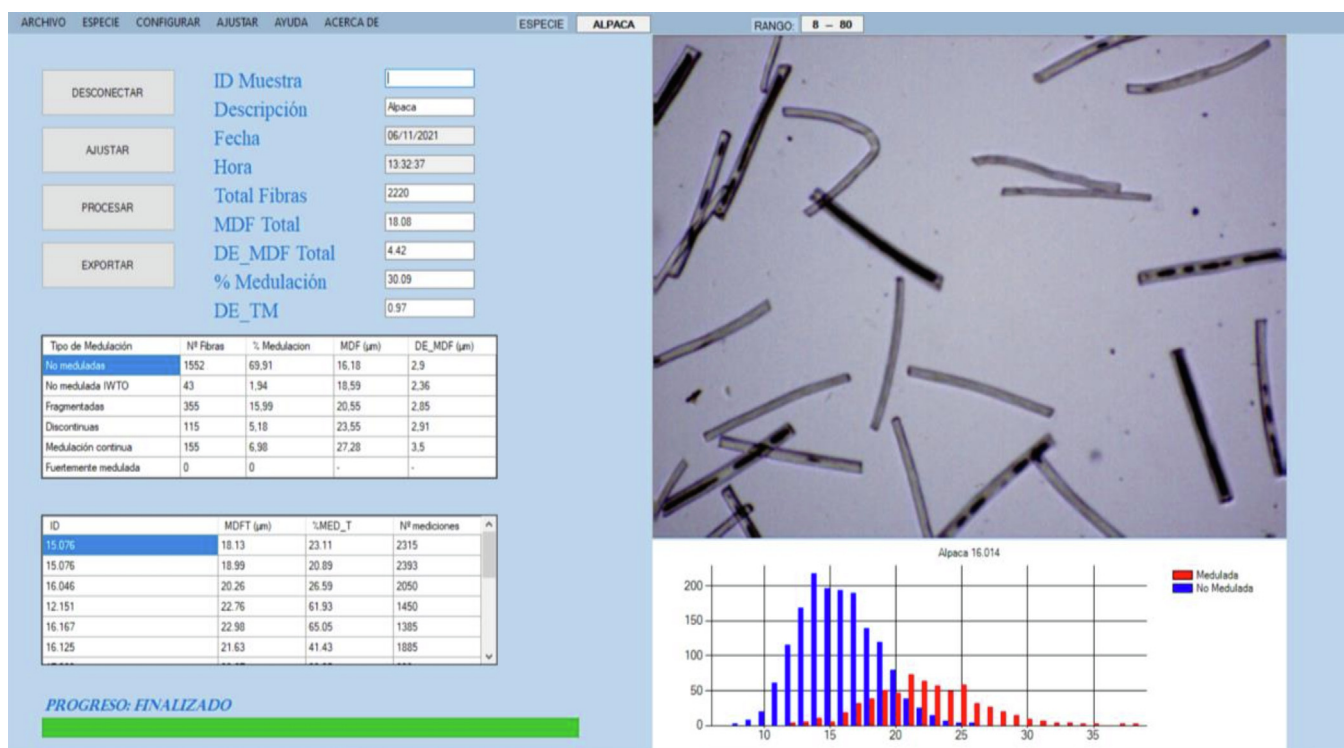 ARCHIVO ESPECIE CONFIGURAR AJUSTAR AYUDA ACERCA DE ESPECIE ALPACA RANGO: 8 – 80
DESCONECTAR
AJUSTAR
PROCESAR
EXPORTAR
ID Muestra
Descripción Alpaca
Fecha 06/11/2021
Hora 13:32:37
Total Fibras 2220
MDF Total 18.08
DE_MDF Total 4.42
% Medulación 30.09
DE_TM 0.97
Tipo de Medulación Nº Fibras % Medulacion MDF (µm) DE_MDF (µm)
No meduladas 1552 69,91 16,18 2,9
No medulada IWTO 43 1,94 18,59 2,36
Fragmentadas 355 15,99 20,55 2,85
Discontinuas 115 5,18 23,55 2,91
Medulación continua 155 6,98 27,28 3,5
Fuertemente medulada 0 0 - -
ID MDFT (µm) %MED_T Nº mediciones
15.076 18.13 23.11 2315
15.076 18.99 20.89 2393
16.046 20.26 26.59 2050
12.151 22.76 61.93 1450
16.167 22.98 65.05 1385
16.125 21.63 41.43 1885
PROGRESO: FINALIZADO
Alpaca 16.014
200
150
100
50
0
10 15 20 25 30 35
Medulada
No Medulada